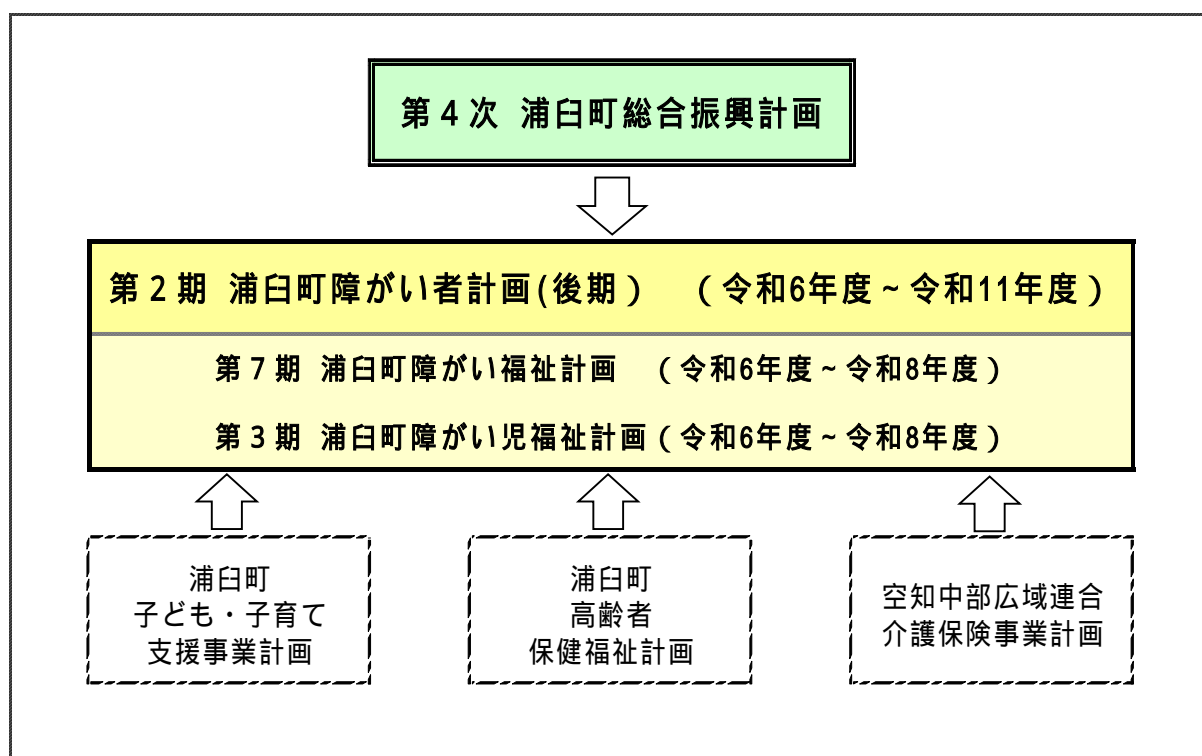 第４次 浦臼町総合振興計画
第２期 浦臼町障がい者計画(後期） （令和6年度～令和11年度）
第７期 浦臼町障がい福祉計画 （令和6年度～令和8年度）
第３期 浦臼町障がい児福祉計画（令和6年度～令和8年度）
浦臼町
子ども・子育て
支援事業計画
浦臼町
高齢者
保健福祉計画
空知中部広域連合
介護保険事業計画